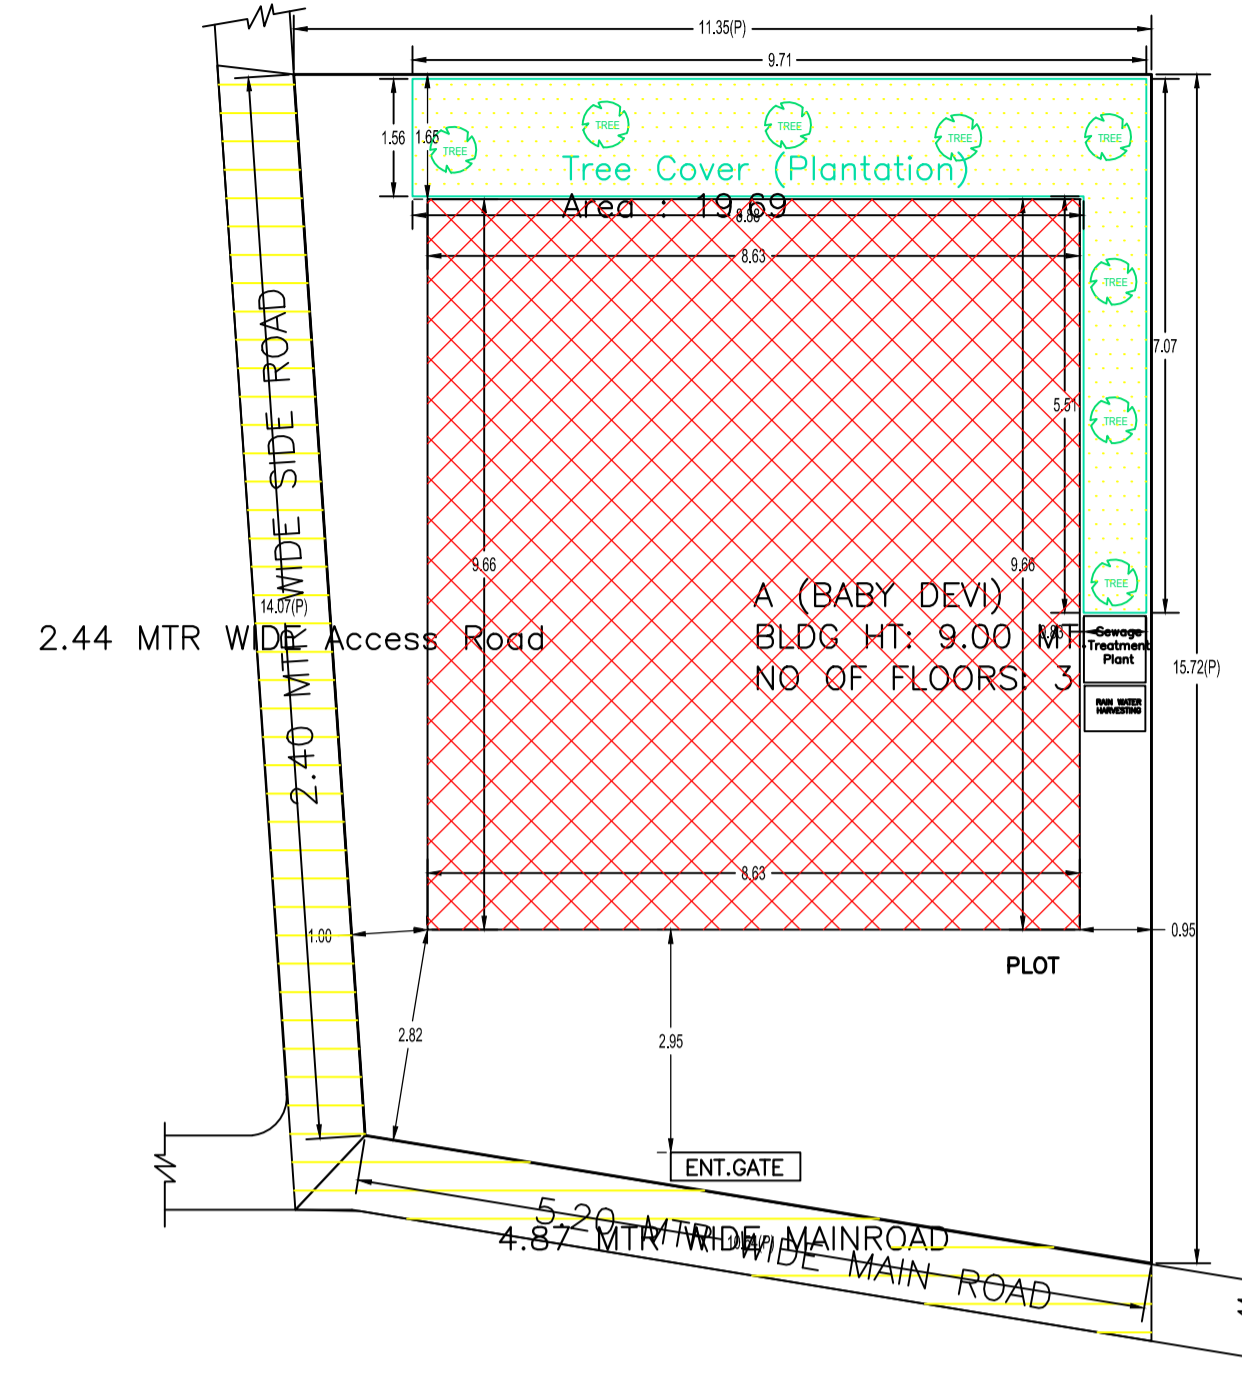 11.35(P)
9.71
1.56
1.65
TREE
TREE
TREE
TREE
TREE
Tree Cover (Plantation)
Area : 19.69
8.63
TREE
7.07
5.51
TREE
2.40 MTR WIDE SIDE ROAD
14.07(P)
9.66
9.66
TREE
A (BABY DEVI)
BLDG HT: 9.00 MT.
NO OF FLOORS: 3
2.44 MTR WIDE Access Road
Sewage
Treatment
Plant
15.72(P)
RAIN WATER
HARVESTING
8.63
1.00
0.95
PLOT
2.82
2.95
ENT.GATE
5.20 MTR WIDE MAIN ROAD
4.87 MTR WIDE MAINROAD